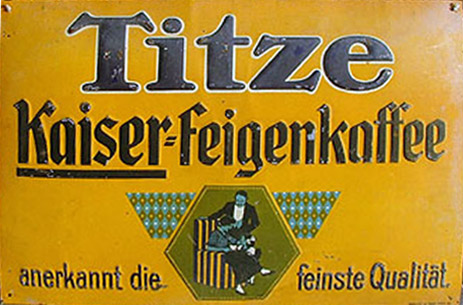 Titze
Kaiser-Feigenkaffee
anerkannt die feinste Qualität.